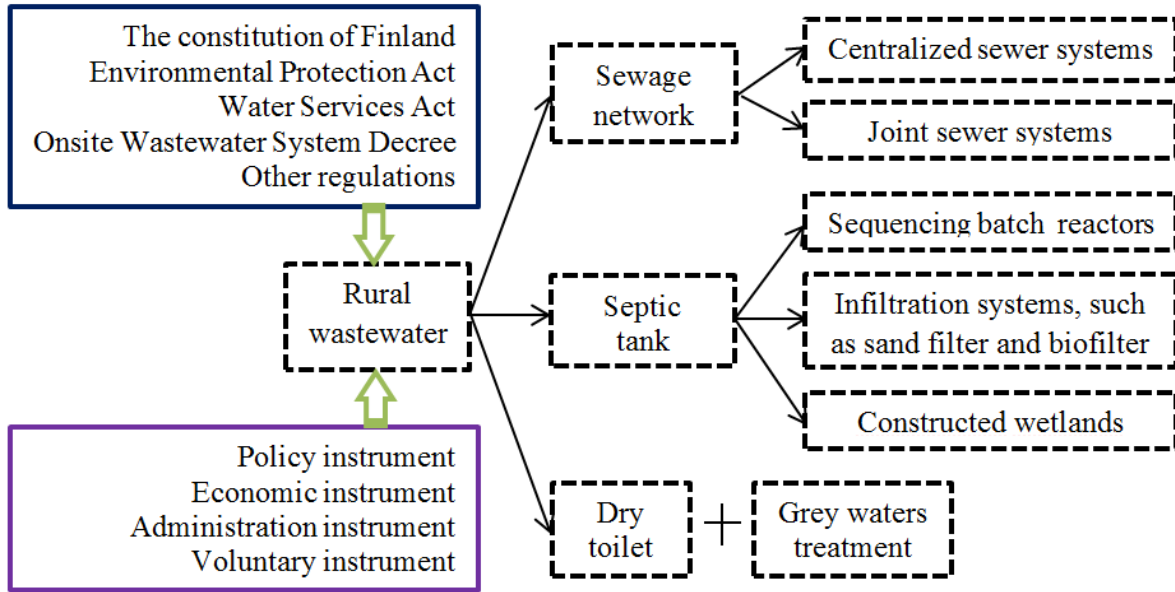 The constitution of Finland
Environmental Protection Act
Water Services Act
Onsite Wastewater System Decree
Other regulations
Rural
wastewater
Policy instrument
Economic instrument
Administration instrument
Voluntary instrument
Sewage
network
Centralized sewer systems
Joint sewer systems
Septic
tank
Sequencing batch reactors
Infiltration systems, such
as sand filter and biofilter
Constructed wetlands
Dry
toilet
+
Grey waters
treatment